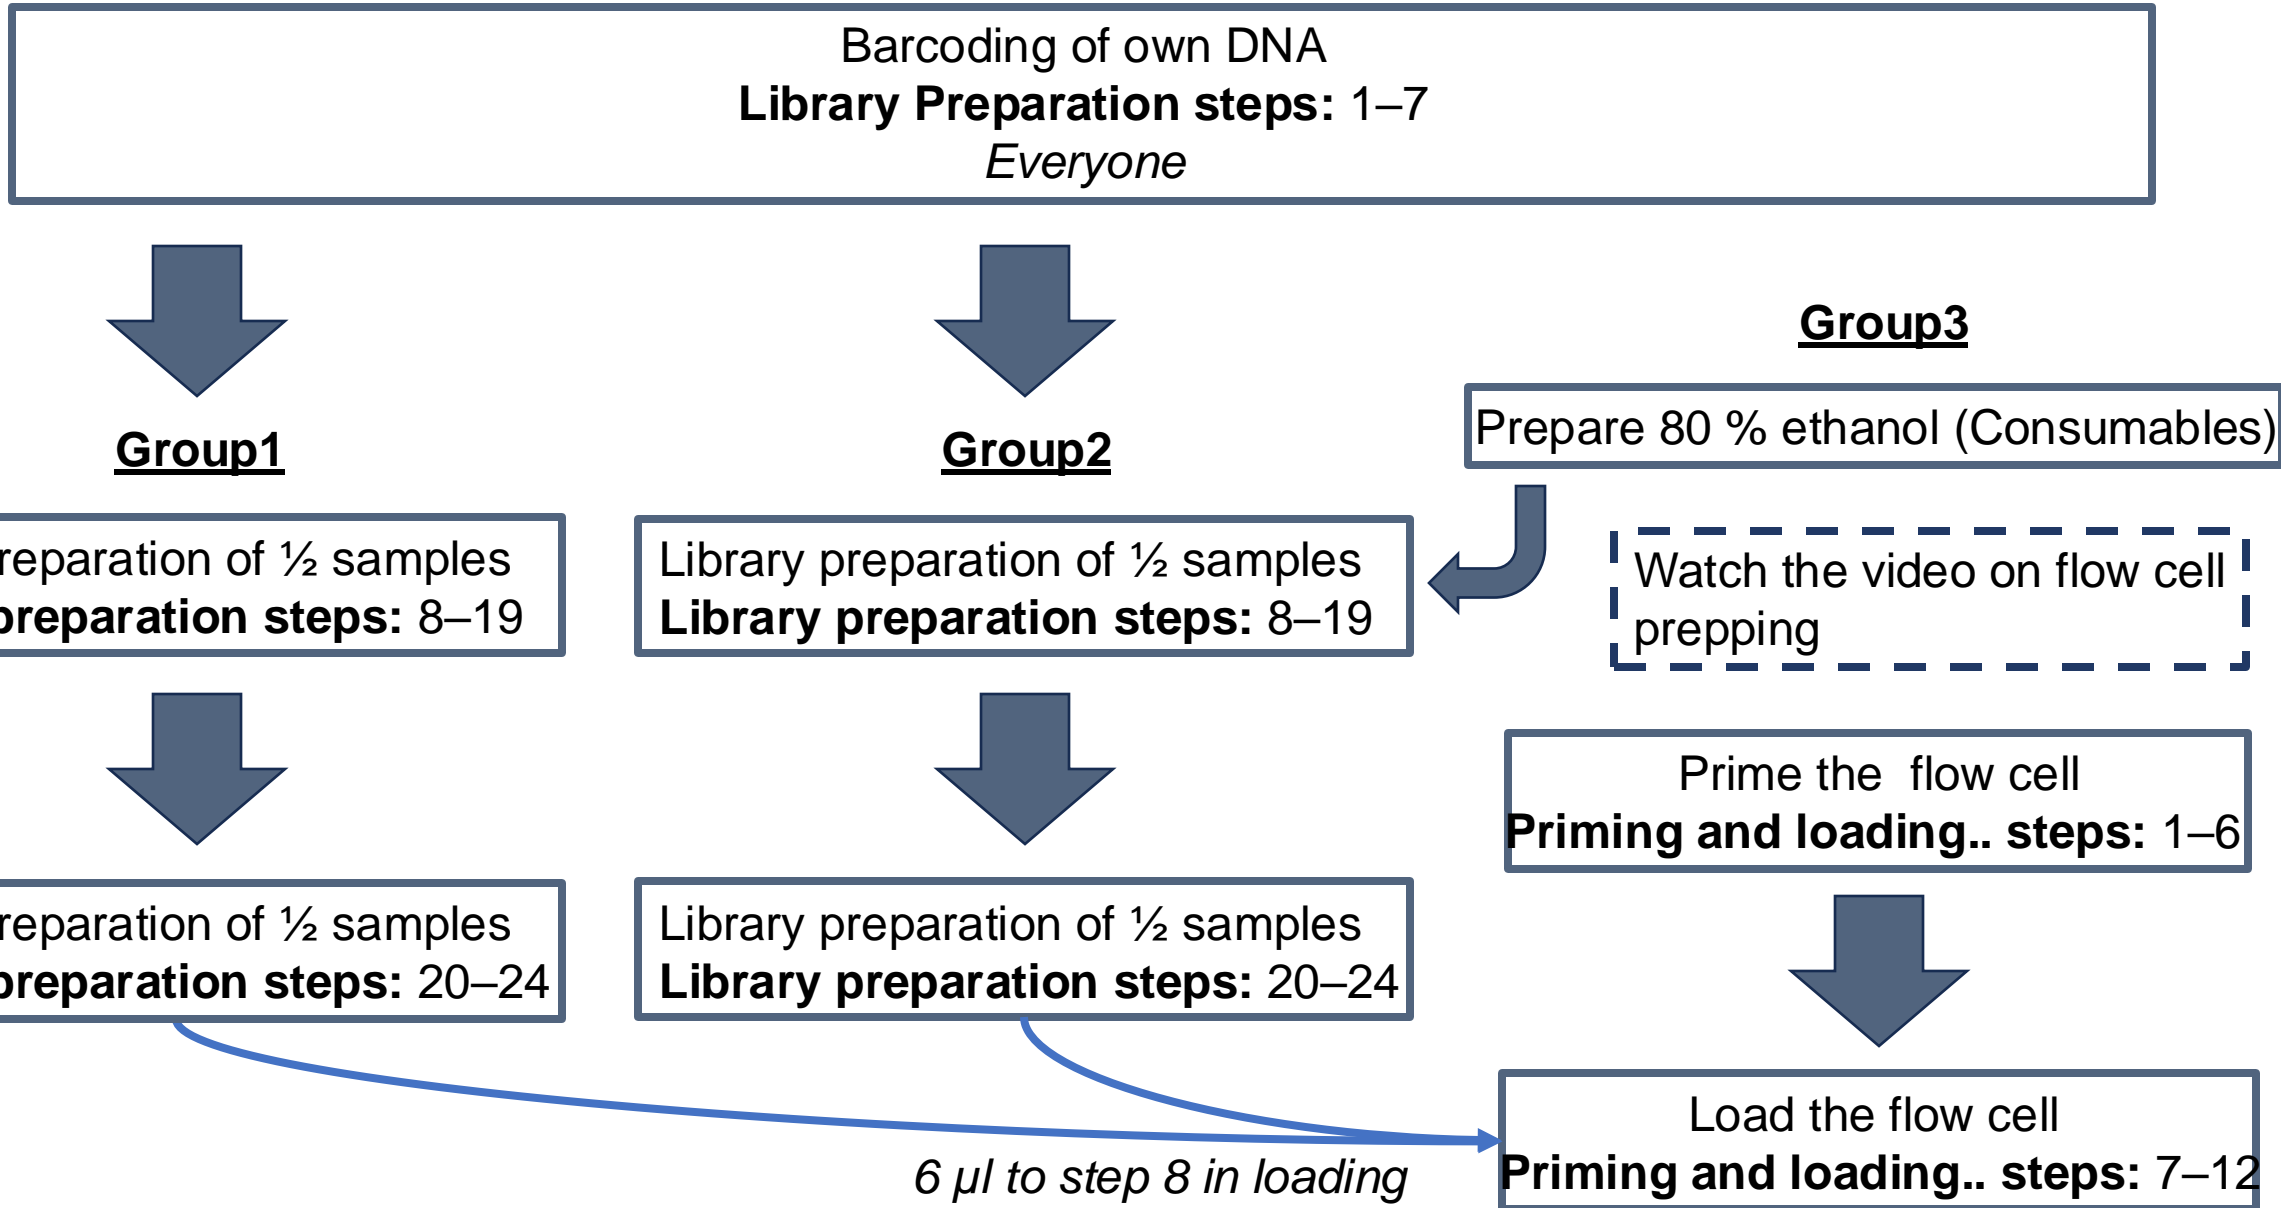 Barcoding of own DNA
Library Preparation steps: 1–7
Everyone
Group1
reparation of ½ samples
preparation steps: 8–19
reparation of ½ samples
preparation steps: 20–24
Group2
Library preparation of ½ samples
Library preparation steps: 8–19
Library preparation of ½ samples
Library preparation steps: 20–24
Group3
Prepare 80 % ethanol (Consumables)
Watch the video on flow cell
prepping
Prime the flow cell
Priming and loading.. steps: 1–6
6 µl to step 8 in loading
Load the flow cell
Priming and loading.. steps: 7–12